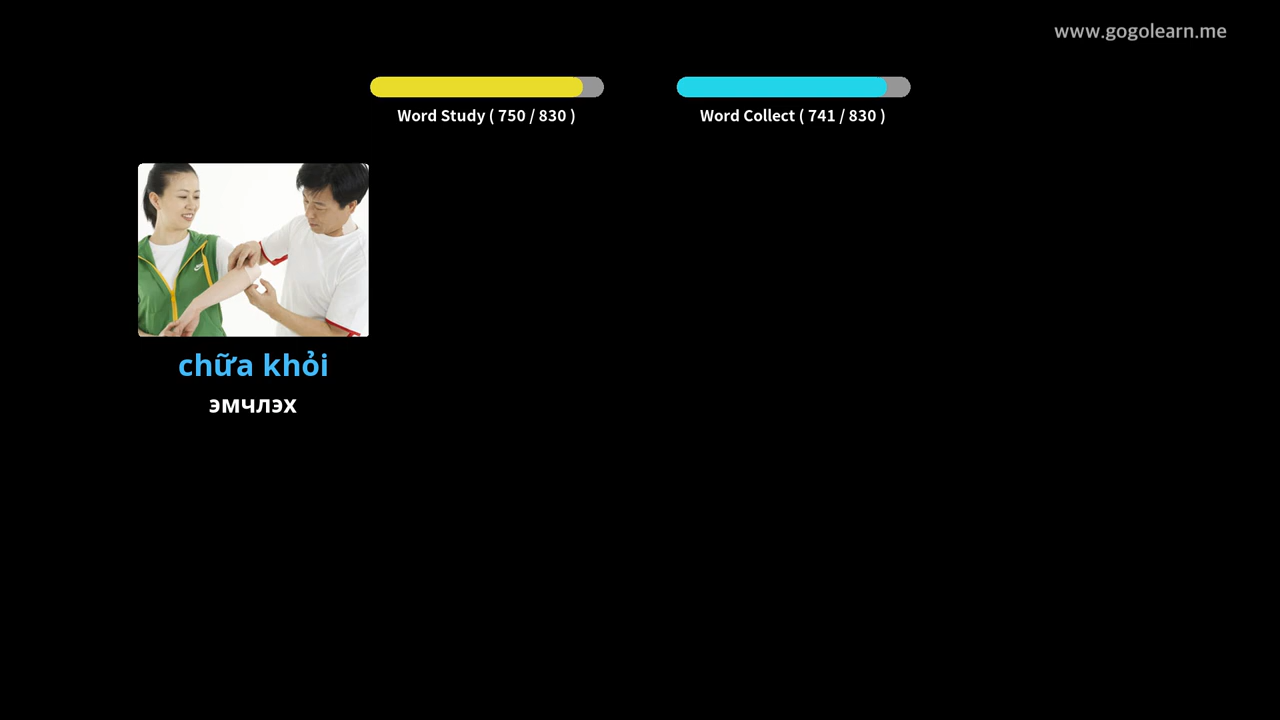 www.gogolearn.me
Word Study ( 750 / 830 )
Word Collect ( 741 / 830 )
chữa khỏi
эмчлэх